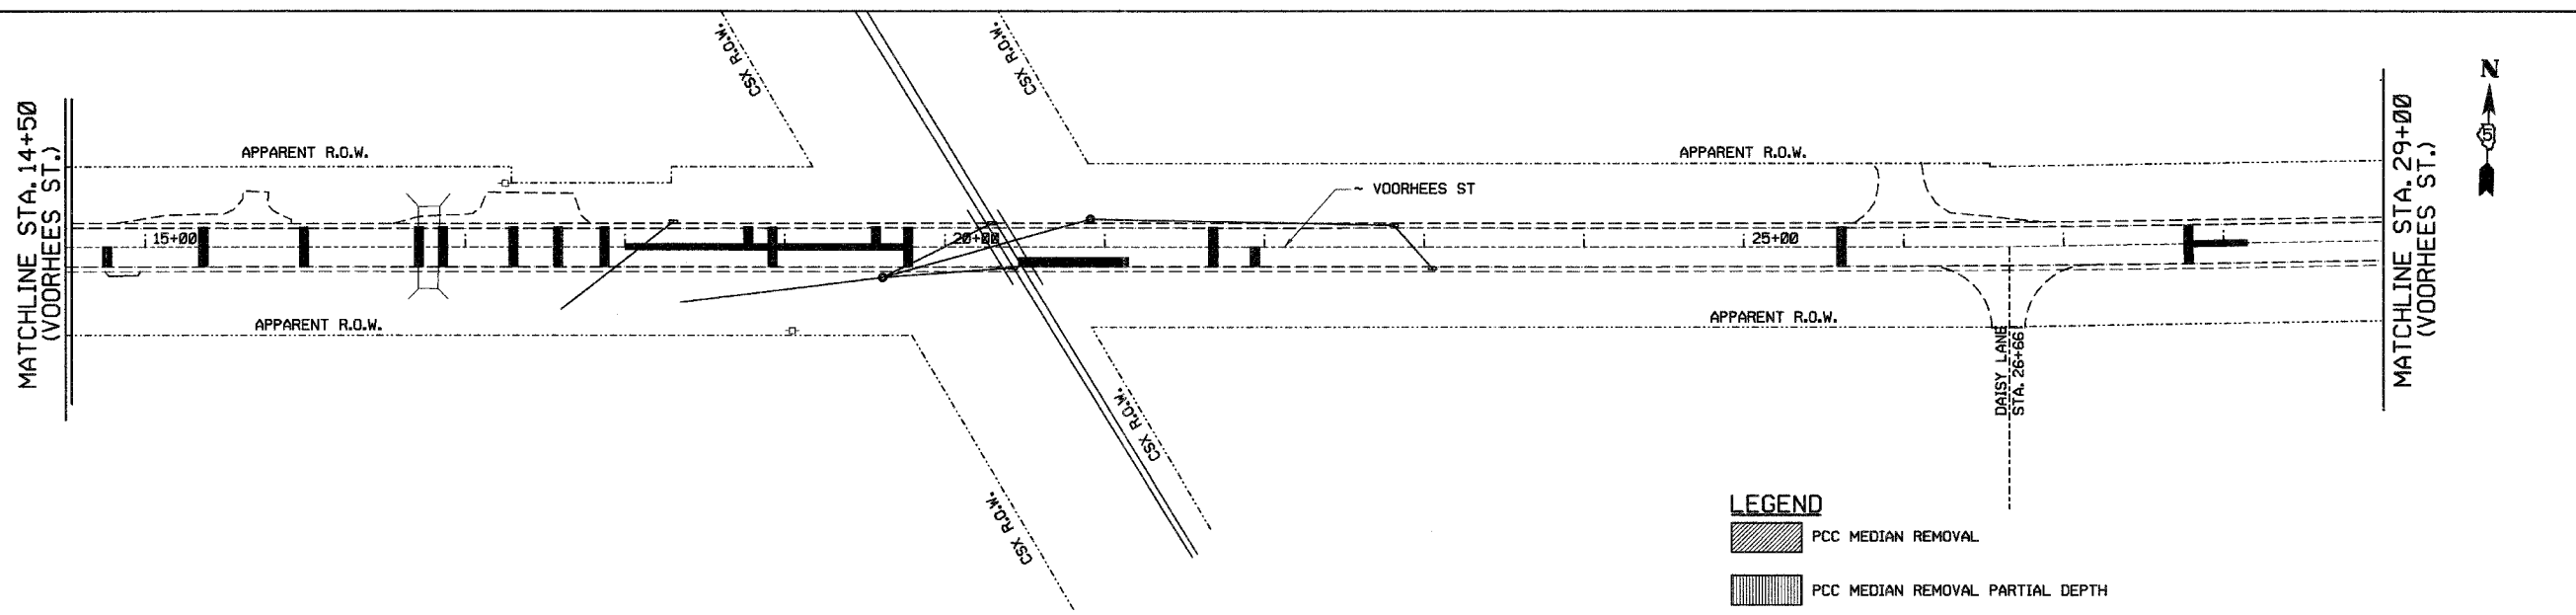 CSX R.O.W.
CSX R.O.W.
N
5
MATCHLINE STA. 14+50
(VOORHEES ST.)
APPARENT R.O.W.
APPARENT R.O.W.
MATCHLINE STA. 29+00
(VOORHEES ST.)
~ VOORHEES ST
15+00
20+00
25+00
APPARENT R.O.W.
APPARENT R.O.W.
DAISY LANE
STA. 26+66
CSX R.O.W.
CSX R.O.W.
LEGEND
PCC MEDIAN REMOVAL
PCC MEDIAN REMOVAL PARTIAL DEPTH